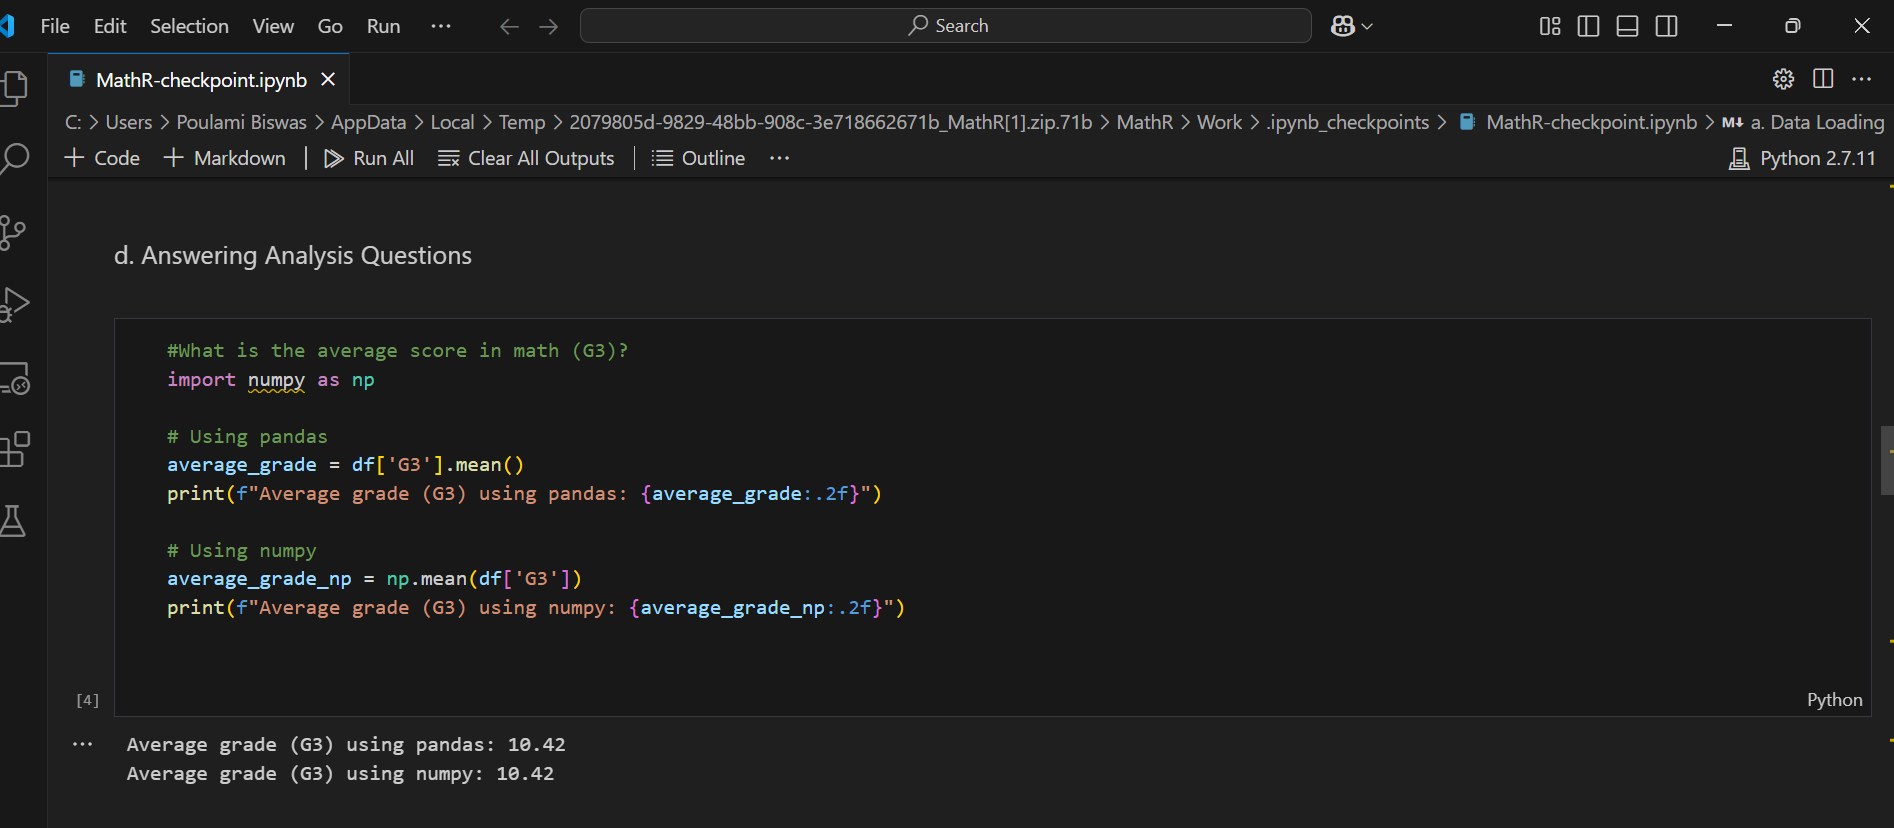 File Edit Selection View Go Run ··· Search
MathR-checkpoint.ipynb
C: > Users > Poulami Biswas > AppData > Local > Temp > 2079805d-9829-48bb-908c-3e718662671b_MathR[1].zip.71b > MathR > Work > .ipynb_checkpoints > MathR-checkpoint.ipynb > M↓ a. Data Loading
+ Code + Markdown | Run All Clear All Outputs | Outline ··· Python 2.7.11
d. Answering Analysis Questions
#What is the average score in math (G3)?
import numpy as np
# Using pandas
average_grade = df['G3'].mean()
print(f"Average grade (G3) using pandas: {average_grade:.2f}")
# Using numpy
average_grade_np = np.mean(df['G3'])
print(f"Average grade (G3) using numpy: {average_grade_np:.2f}")
[4] Python
··· Average grade (G3) using pandas: 10.42
Average grade (G3) using numpy: 10.42